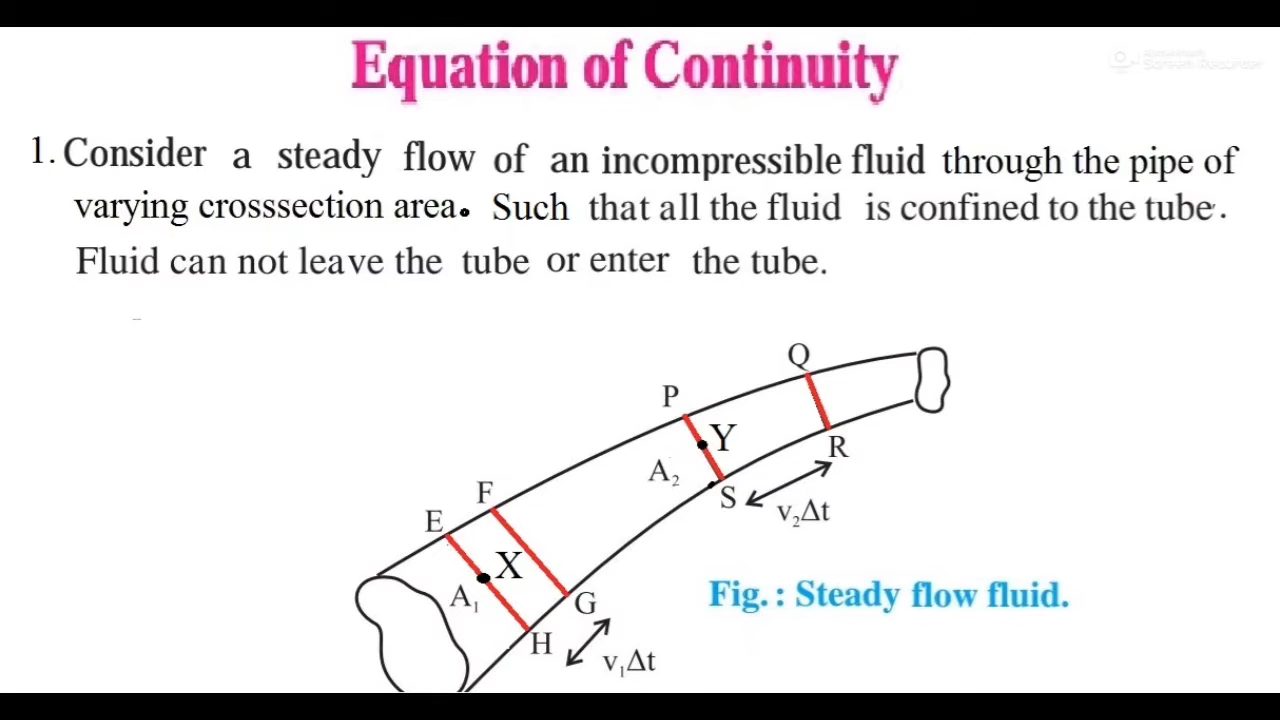 Equation of Continuity
Screen Recorder
1. Consider a steady flow of an incompressible fluid through the pipe of
varying crosssection area. Such that all the fluid is confined to the tube.
Fluid can not leave the tube or enter the tube.
Q
P
Y
R
A₂
S
v₂Δt
F
E
X
A₁
G
Fig. : Steady flow fluid.
H
v₁Δt